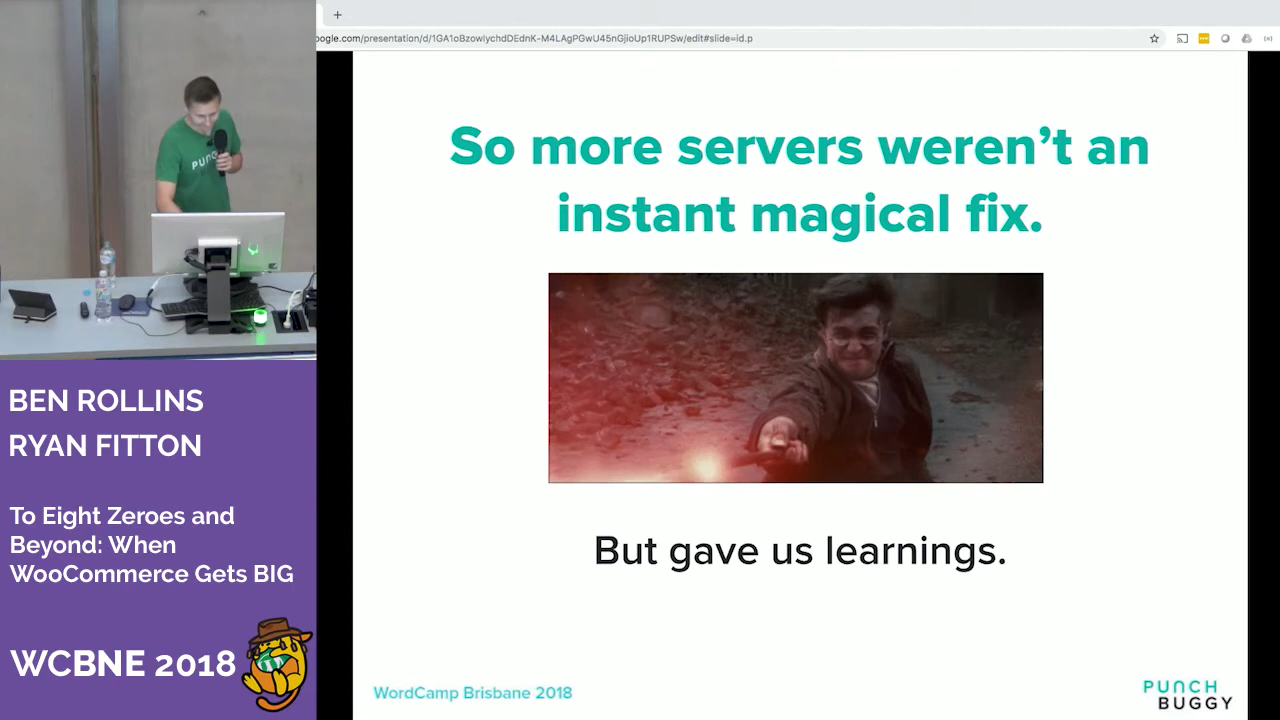 oogle.com/presentation/d/1GA1oBzowIychdDEdnK-M4LAgPGwU45nGjioUp1RUPSw/edit#slide=id.p
So more servers weren't an
instant magical fix.
But gave us learnings.
WordCamp Brisbane 2018
PUNCH
BUGGY
PUNCH
BEN ROLLINS
RYAN FITTON
To Eight Zeroes and
Beyond: When
WooCommerce Gets BIG
WCBNE 2018